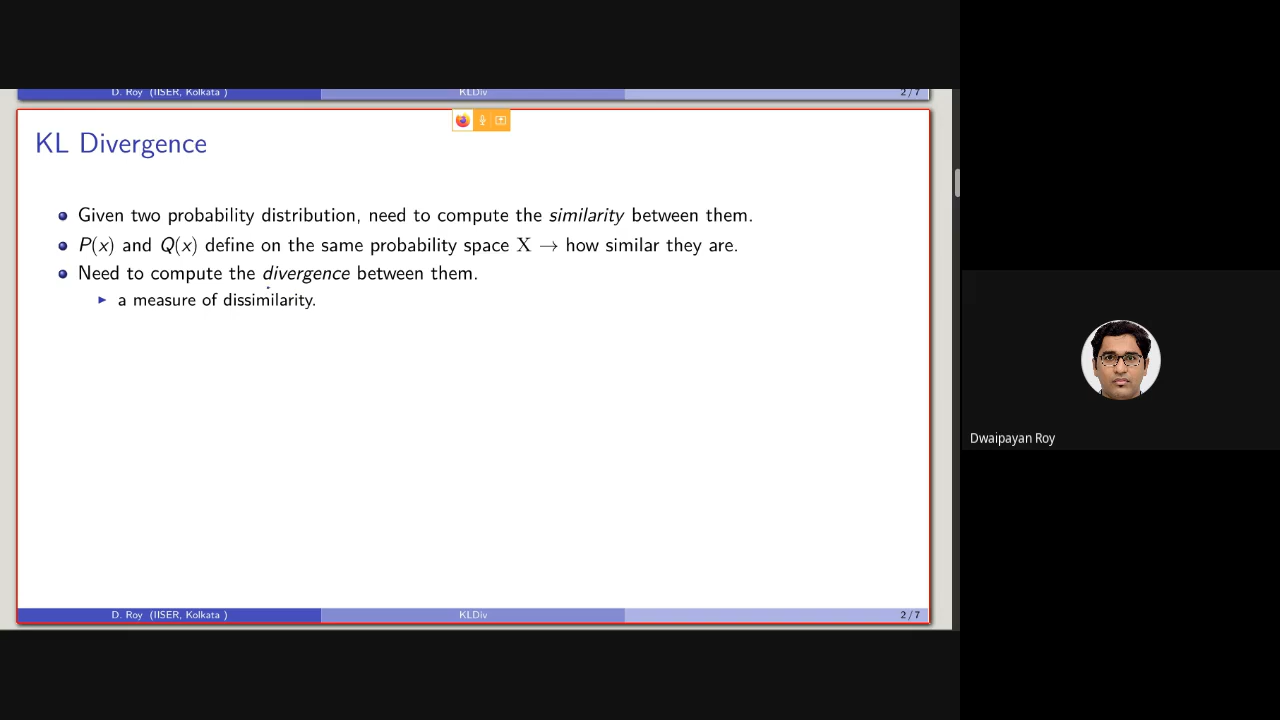 D. Roy (IISER, Kolkata )
KLDiv
2 / 7
KL Divergence
Given two probability distribution, need to compute the similarity between them.
P(x) and Q(x) define on the same probability space X → how similar they are.
Need to compute the divergence between them.
a measure of dissimilarity.
D. Roy (IISER, Kolkata )
KLDiv
2 / 7
Dwaipayan Roy